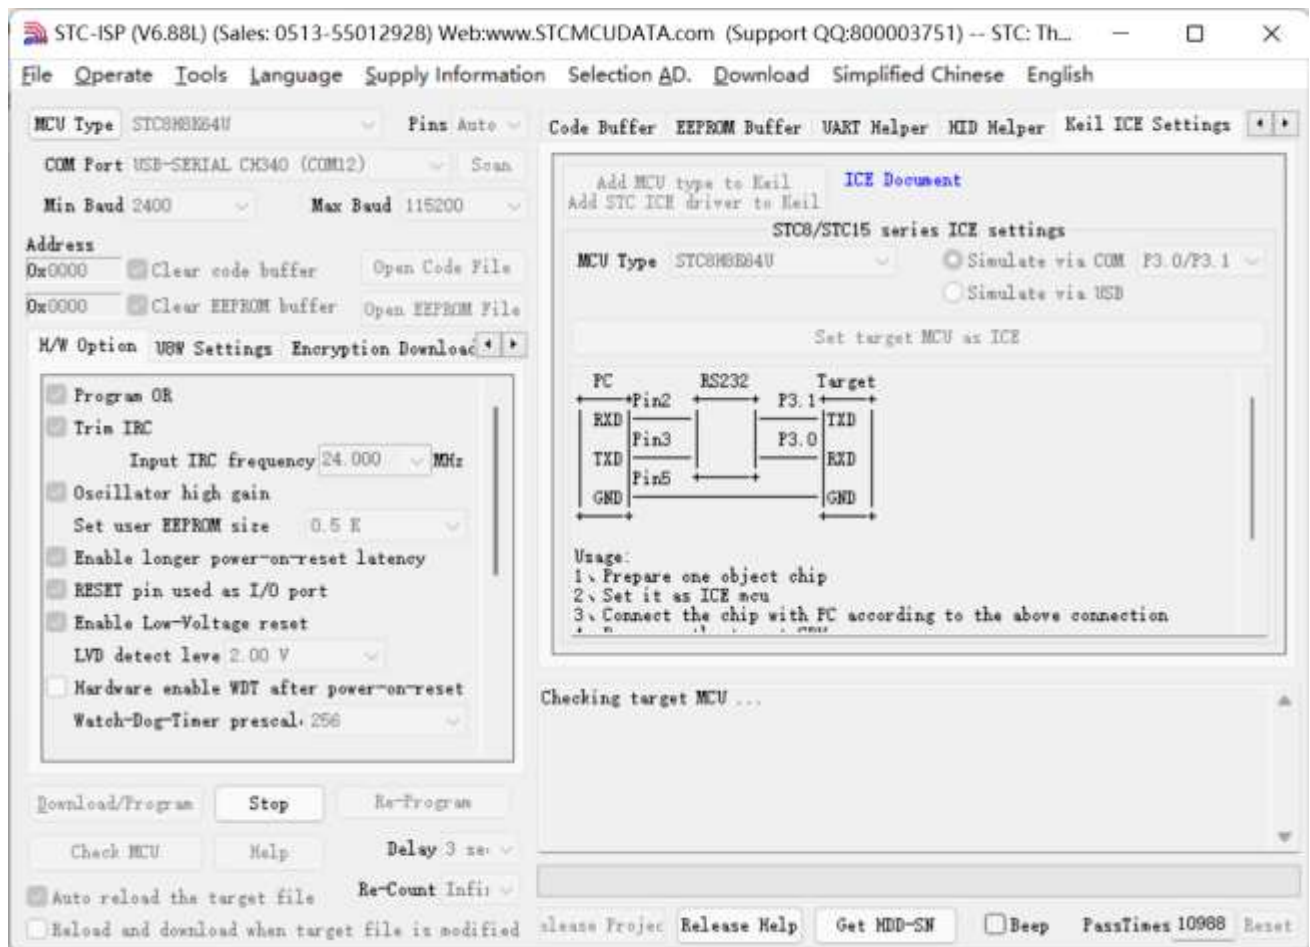 STC-ISP (V6.88L) (Sales: 0513-55012928) Web:www.STCMCUDATA.com (Support QQ:800003751) -- STC: Th...
File Operate Tools Language Supply Information Selection AD. Download Simplified Chinese English
MCU Type STC8H8K64U Pins Auto
COM Port USB-SERIAL CH340 (COM12) Scan
Min Baud 2400 Max Baud 115200
Address
0x0000 Clear code buffer Open Code File
0x0000 Clear EEPROM buffer Open EEPROM File
H/W Option U8W Settings Encryption Download
Program OR
Trim IRC
Input IRC frequency 24.000 MHz
Oscillator high gain
Set user EEPROM size 0.5 K
Enable longer power-on-reset latency
RESET pin used as I/O port
Enable Low-Voltage reset
LVD detect leve 2.00 V
Hardware enable WDT after power-on-reset
Watch-Dog-Timer prescal 256
Download/Program Stop Re-Program
Check MCU Help Delay 3 se
Auto reload the target file Re-Count Infi
Reload and download when target file is modified
Code Buffer EEPROM Buffer UART Helper HID Helper Keil ICE Settings
Add MCU type to Keil ICE Document
Add STC ICE driver to Keil
STC8/STC15 series ICE settings
MCU Type STC8H8K64U Simulate via COM P3.0/P3.1
Simulate via USB
Set target MCU as ICE
PC RS232 Target
Pin2 P3.1
RXD TXD
Pin3 P3.0
TXD RXD
Pin5
GND GND
Usage:
1、Prepare one object chip
2、Set it as ICE mcu
3、Connect the chip with PC according to the above connection
Checking target MCU ...
elease Projec Release Help Get HDD-SN Beep PassTimes 10988 Reset